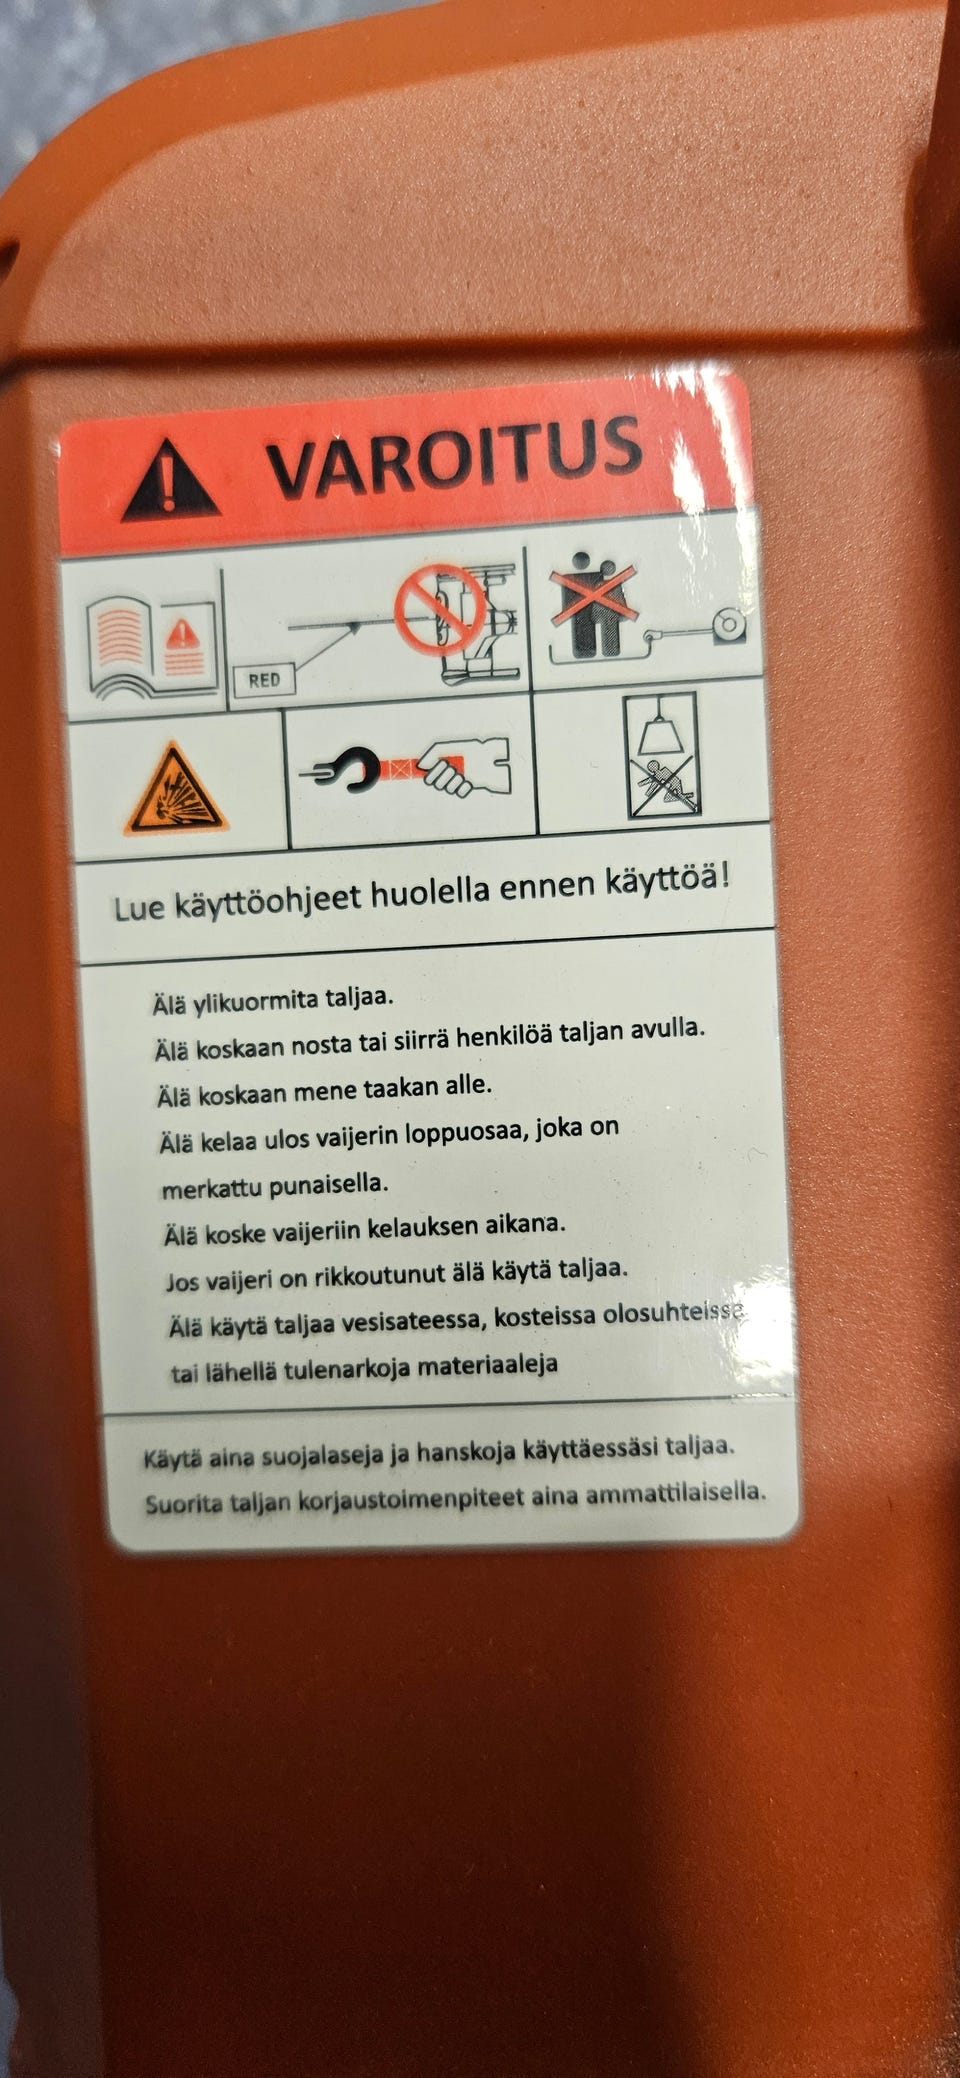 VAROITUS
RED
Lue käyttöohjeet huolella ennen käyttöä!
Älä ylikuormita taljaa.
Älä koskaan nosta tai siirrä henkilöä taljan avulla.
Älä koskaan mene taakan alle.
Älä kelaa ulos vaijerin loppuosaa, joka on
merkattu punaisella.
Älä koske vaijeriin kelauksen aikana.
Jos vaijeri on rikkoutunut älä käytä taljaa.
Älä käytä taljaa vesisateessa, kosteissa olosuhteissa
tai lähellä tulenarkoja materiaaleja
Käytä aina suojalaseja ja hanskoja käyttäessäsi taljaa.
Suorita taljan korjaustoimenpiteet aina ammattilaisella.